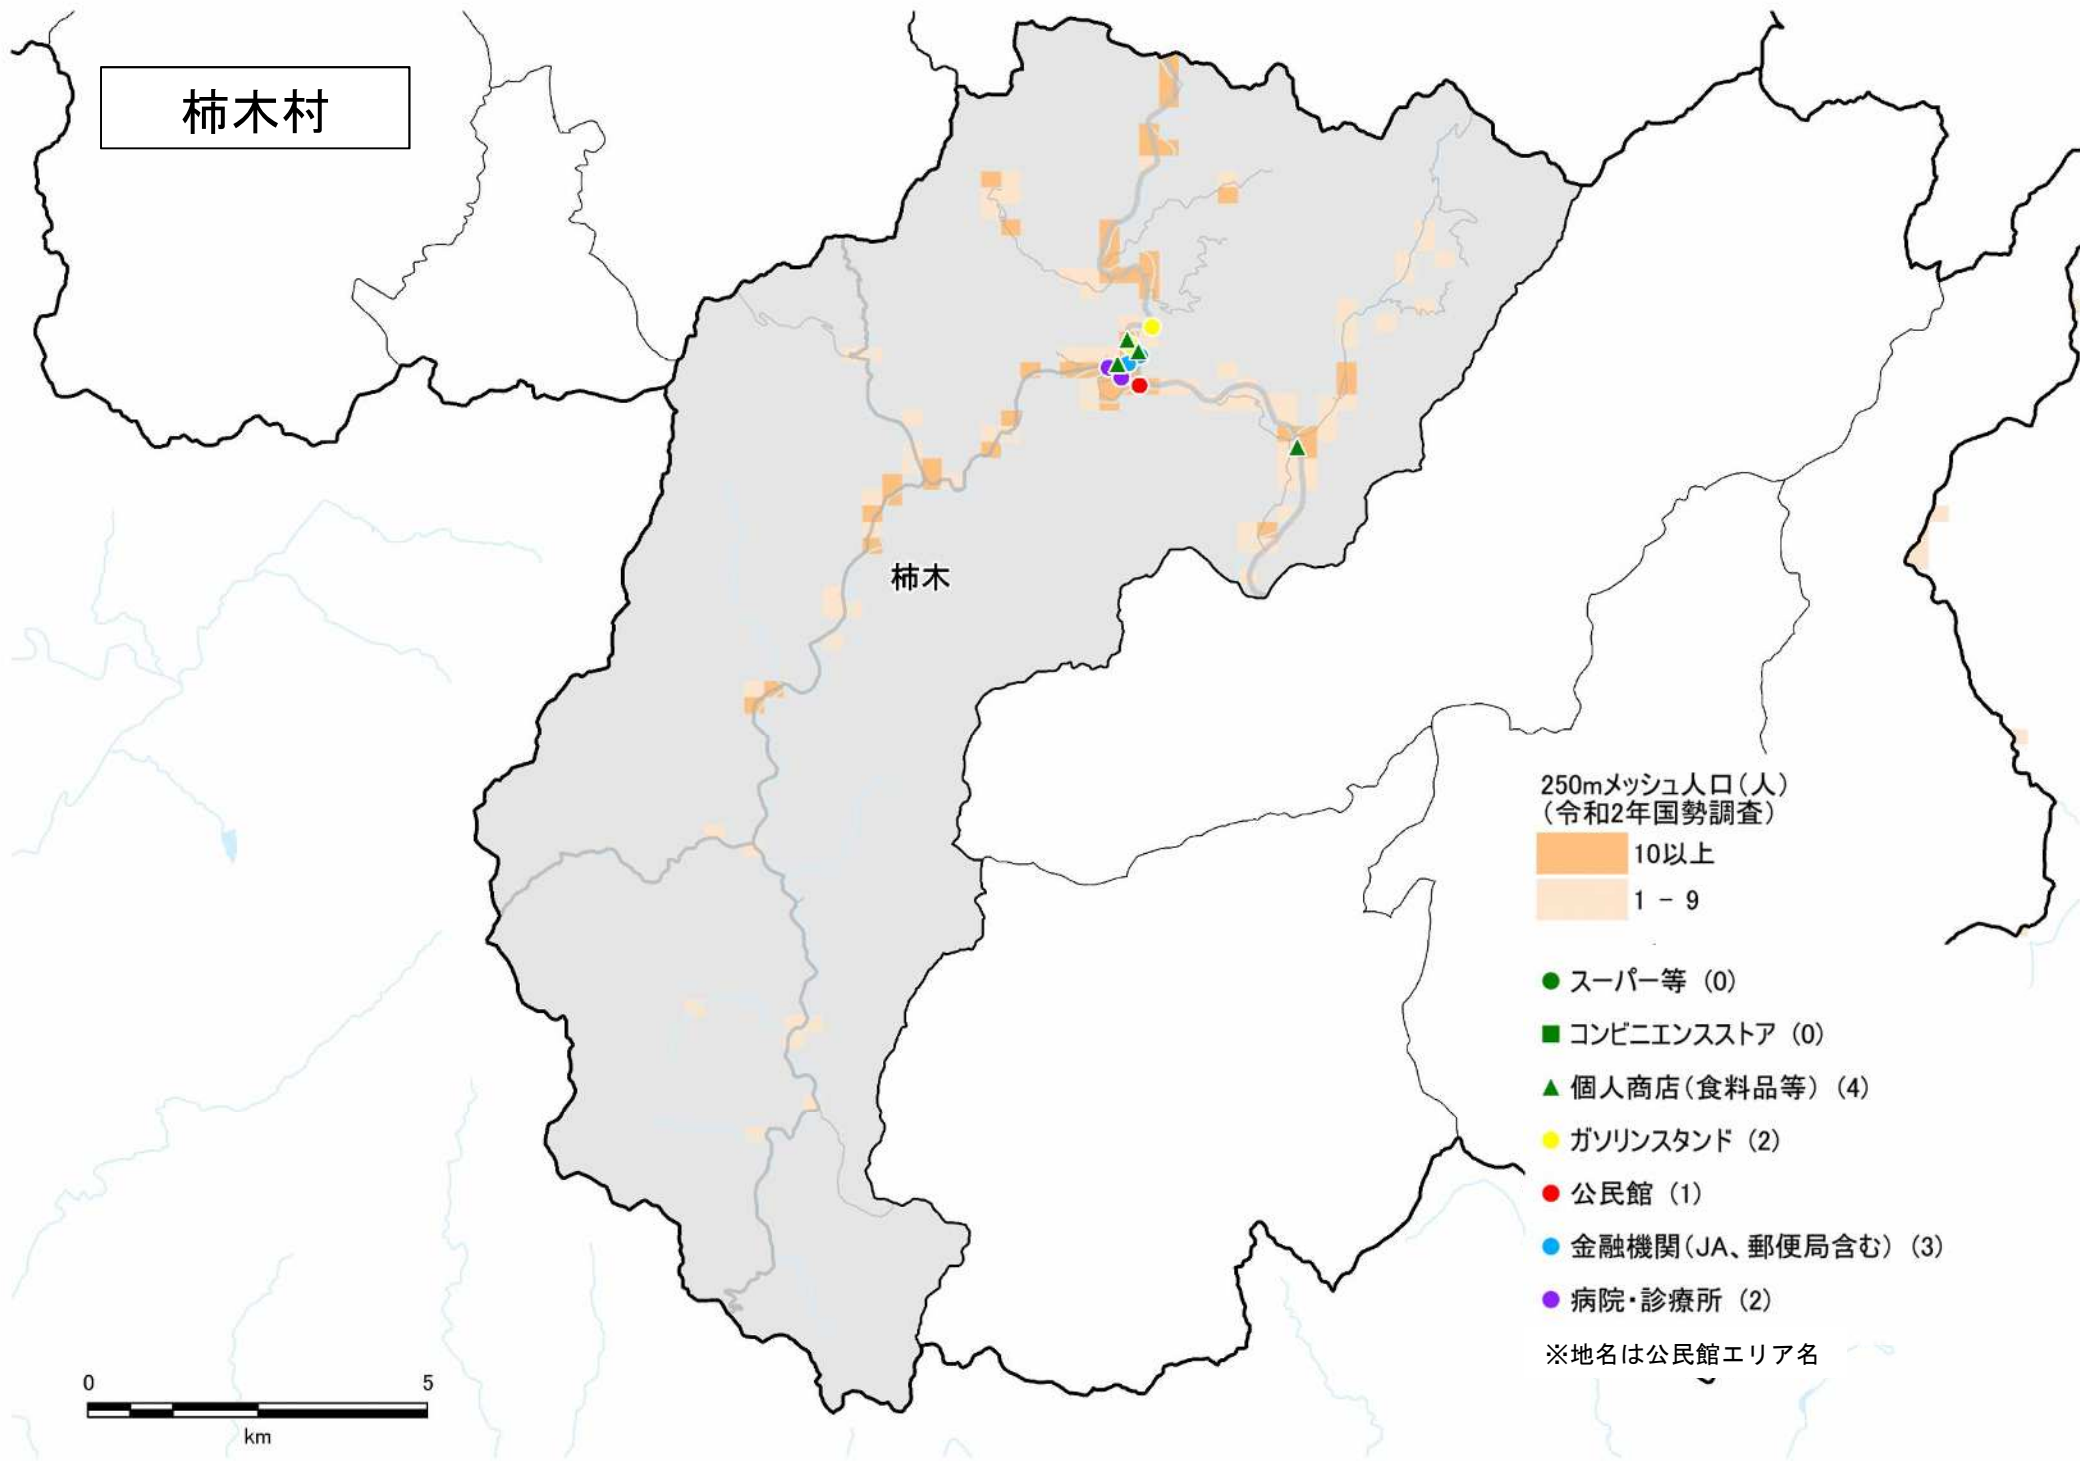 柿木村
柿木
250mメッシュ人口(人)
(令和2年国勢調査)
10以上
1 - 9
スーパー等 (0)
コンビニエンスストア (0)
個人商店(食料品等) (4)
ガソリンスタンド (2)
公民館 (1)
金融機関(JA、郵便局含む) (3)
病院・診療所 (2)
※地名は公民館エリア名
0 5
km